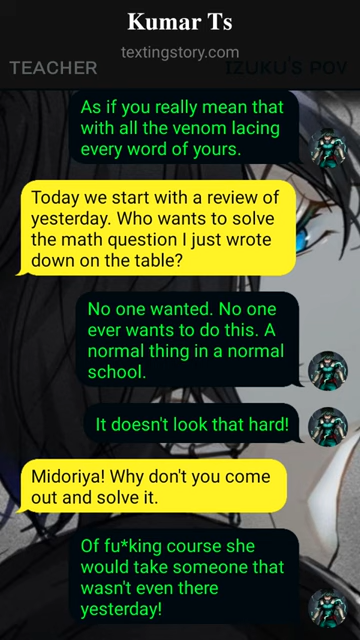 Kumar Ts
textingstory.com
TEACHER IZUKU'S POV
As if you really mean that
with all the venom lacing
every word of yours.
Today we start with a review of
yesterday. Who wants to solve
the math question I just wrote
down on the table?
No one wanted. No one
ever wants to do this. A
normal thing in a normal
school.
It doesn't look that hard!
Midoriya! Why don't you come
out and solve it.
Of fu*king course she
would take someone that
wasn't even there
yesterday!